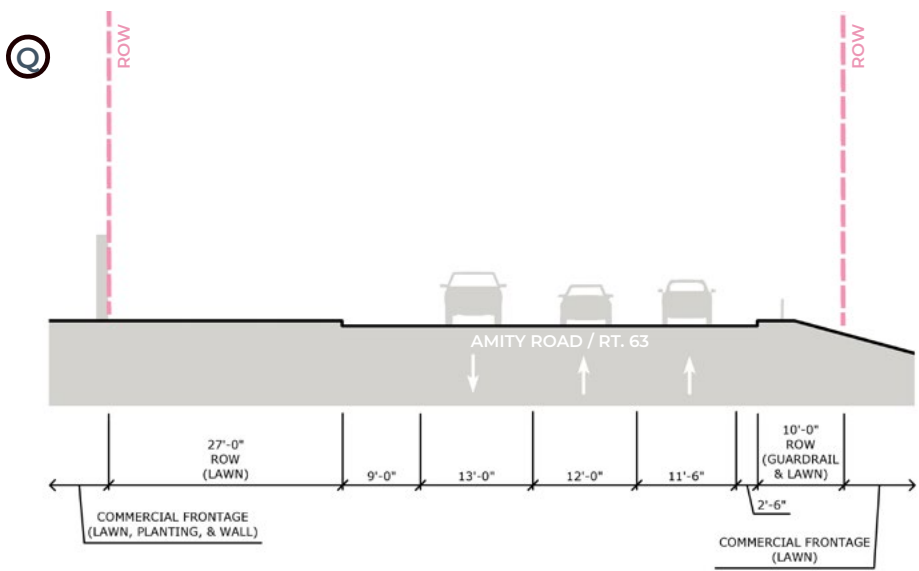 Q
ROW
ROW
AMITY ROAD / RT. 63
27'-0"
ROW
(LAWN)
9'-0"
13'-0"
12'-0"
11'-6"
2'-6"
10'-0"
ROW
(GUARDRAIL
& LAWN)
COMMERCIAL FRONTAGE
(LAWN, PLANTING, & WALL)
COMMERCIAL FRONTAGE
(LAWN)